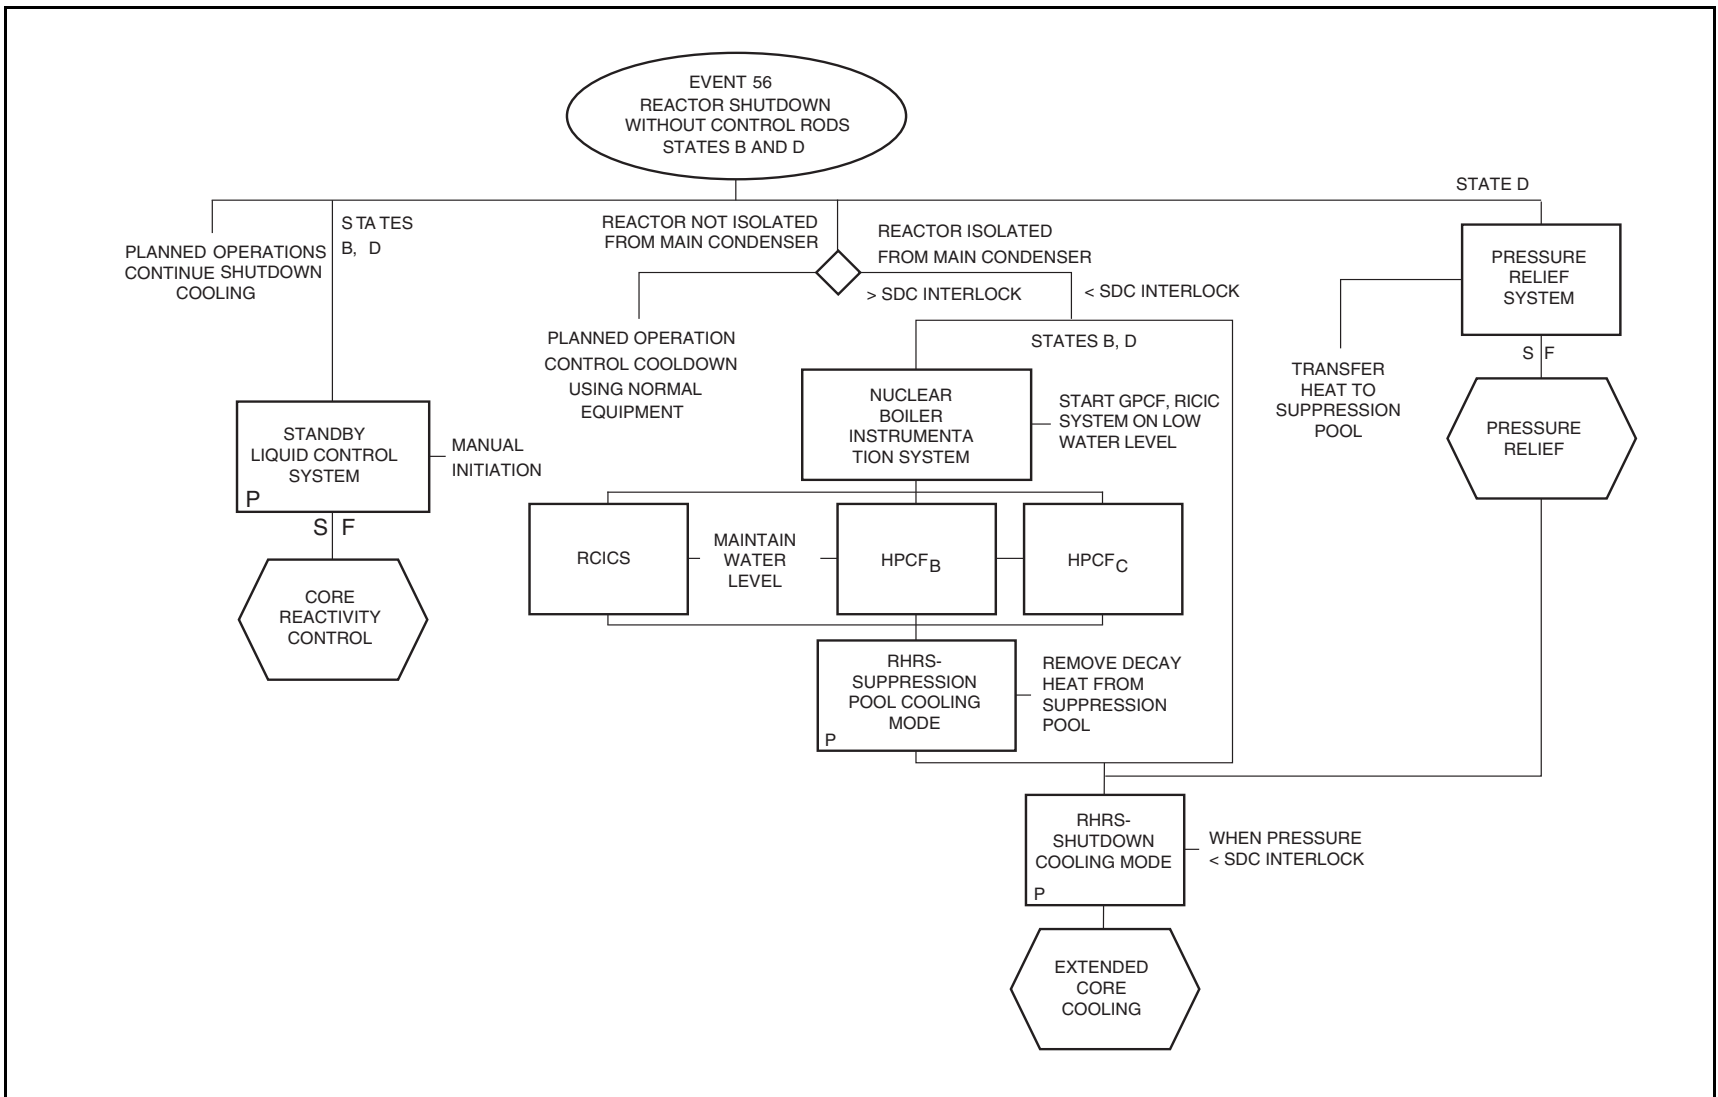 EVENT 56
REACTOR SHUTDOWN
WITHOUT CONTROL RODS
STATES B AND D
STATE D
PLANNED OPERATIONS
CONTINUE SHUTDOWN
COOLING
S TA TES
B, D
REACTOR NOT ISOLATED
FROM MAIN CONDENSER
REACTOR ISOLATED
FROM MAIN CONDENSER
> SDC INTERLOCK
< SDC INTERLOCK
PRESSURE
RELIEF
SYSTEM
S F
TRANSFER
HEAT TO
SUPPRESSION
POOL
PRESSURE
RELIEF
PLANNED OPERATION
CONTROL COOLDOWN
USING NORMAL
EQUIPMENT
STATES B, D
NUCLEAR
BOILER
INSTRUMENTA
TION SYSTEM
START GPCF, RICIC
SYSTEM ON LOW
WATER LEVEL
STANDBY
LIQUID CONTROL
SYSTEM
P
MANUAL
INITIATION
S F
CORE
REACTIVITY
CONTROL
RCICS
MAINTAIN
WATER
LEVEL
HPCFB
HPCFC
RHRS-
SUPPRESSION
POOL COOLING
MODE
P
REMOVE DECAY
HEAT FROM
SUPPRESSION
POOL
RHRS-
SHUTDOWN
COOLING MODE
P
WHEN PRESSURE
< SDC INTERLOCK
EXTENDED
CORE
COOLING